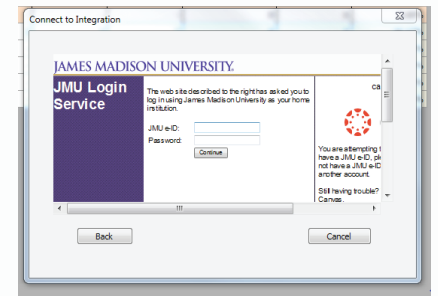 Connect to Integration
JAMES MADISON UNIVERSITY.
JMU Login
Service
The web site described to the right has asked you to
log in using James Madison University as your home
institution.
JMU e-ID:
Password:
Continue
ca
You are attempting t
have a JMU e-ID, ple
not have a JMU e-ID
another account.
Still having trouble?
Canvas.
Back
Cancel